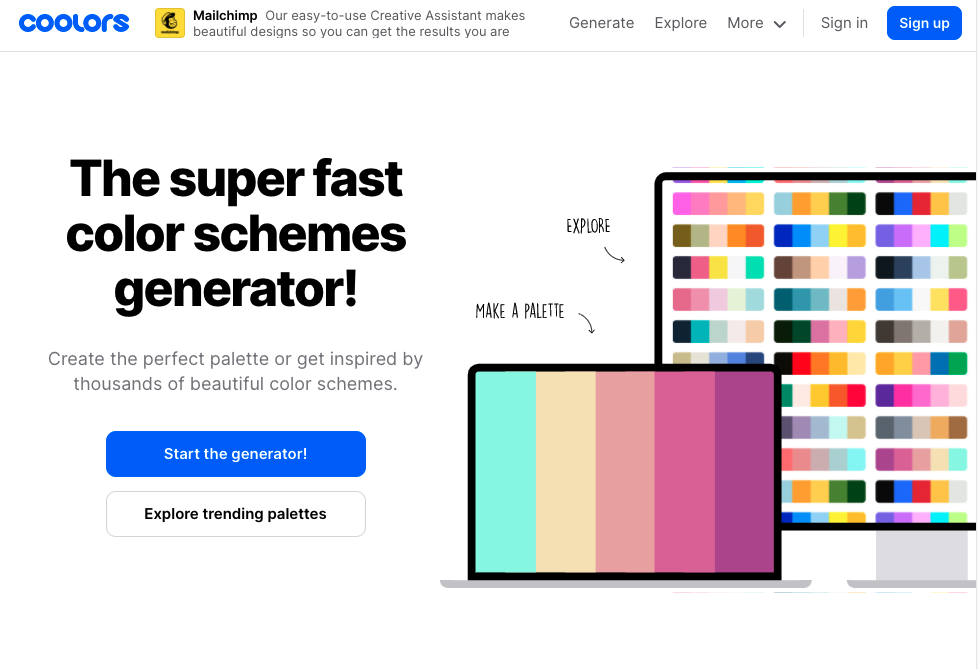 coolors
Mailchimp Our easy-to-use Creative Assistant makes
beautiful designs so you can get the results you are
Generate Explore More Sign in Sign up
The super fast
color schemes
generator!
Create the perfect palette or get inspired by
thousands of beautiful color schemes.
Start the generator!
Explore trending palettes
EXPLORE
MAKE A PALETTE